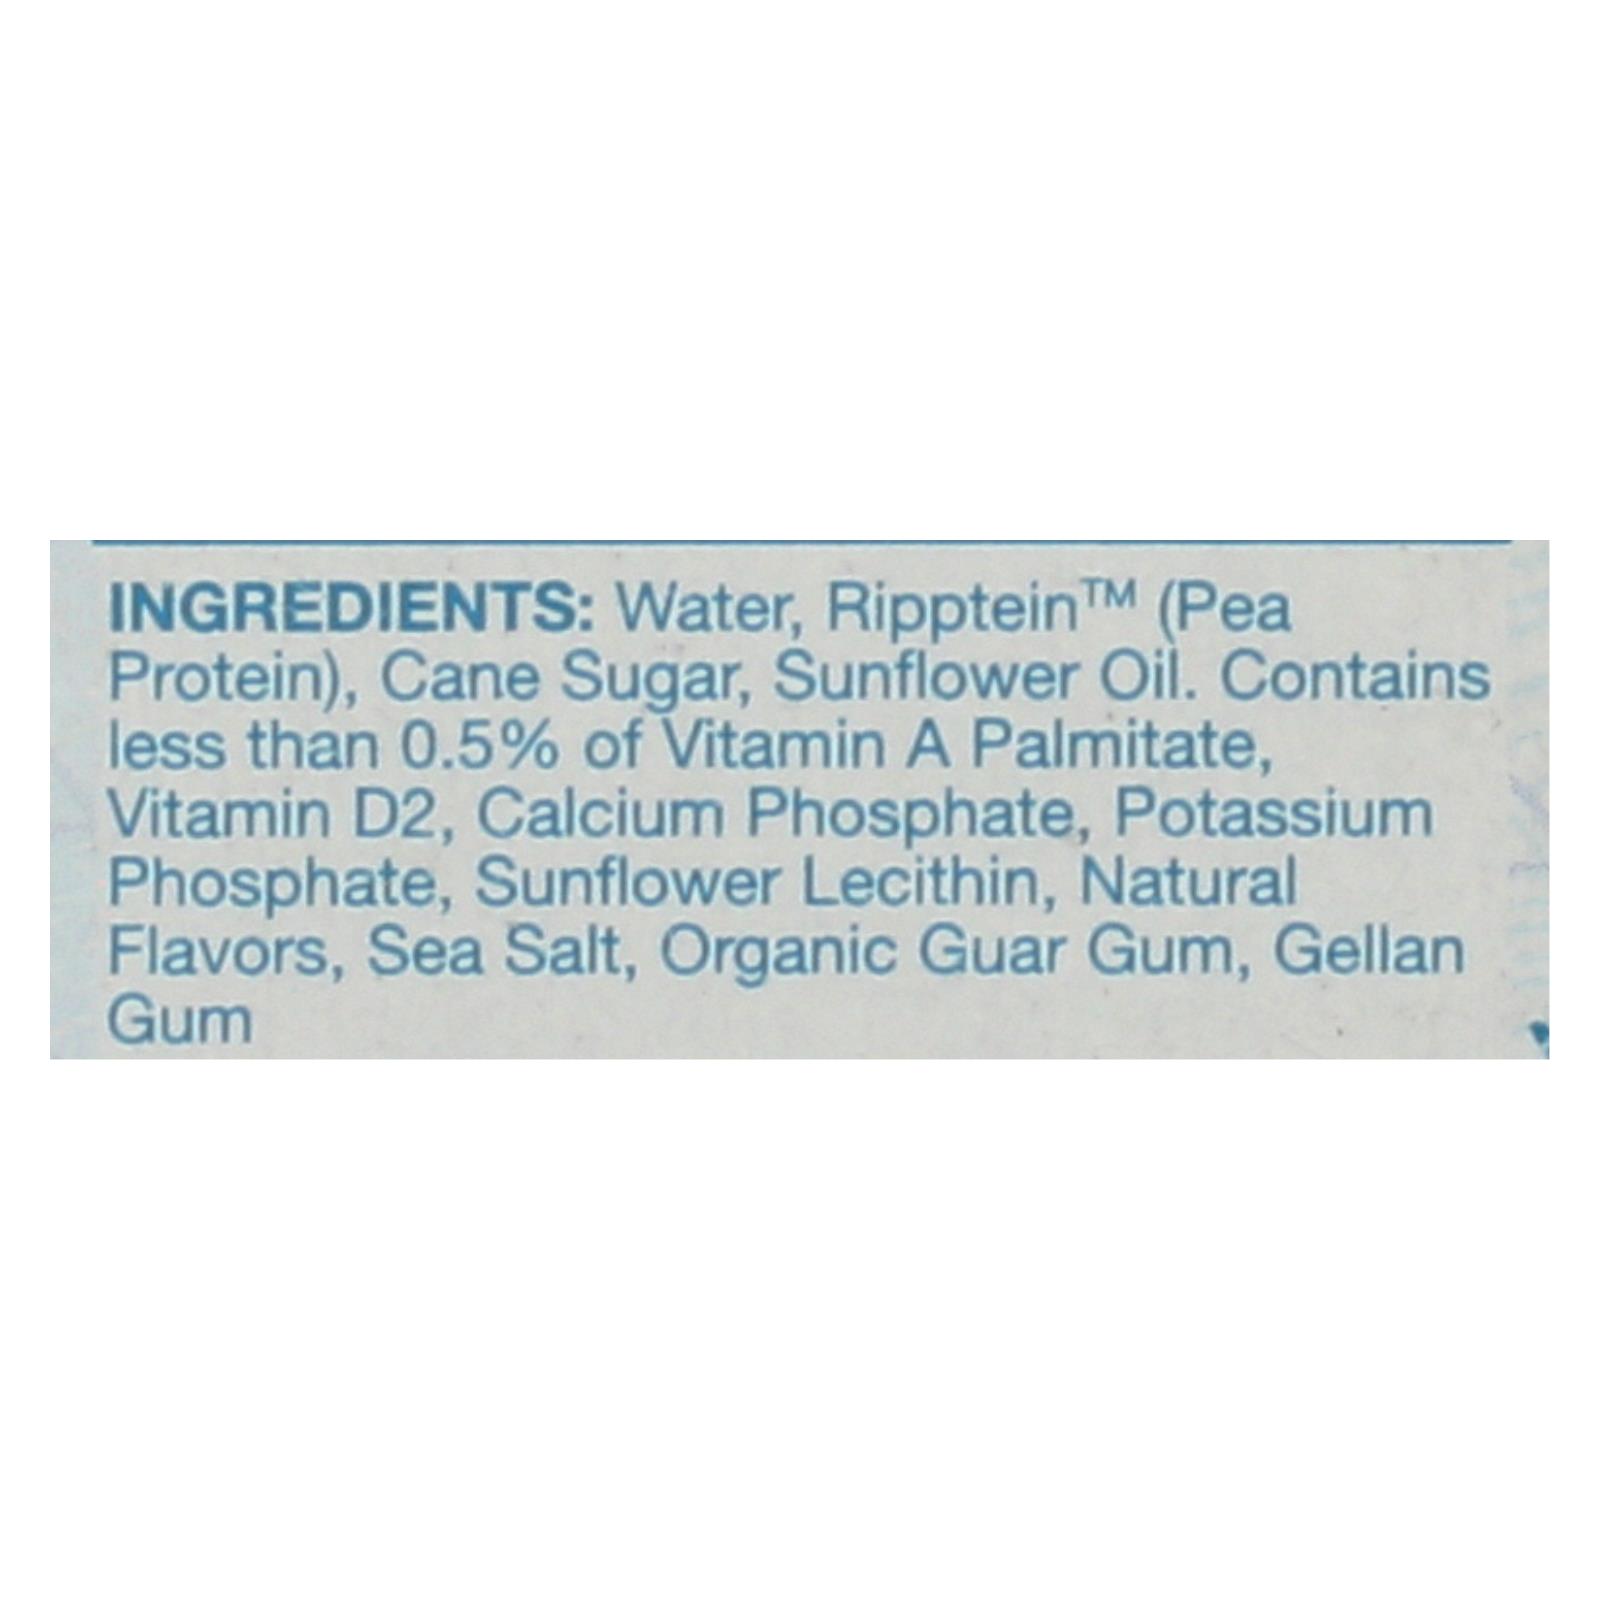 INGREDIENTS: Water, Ripptein™ (Pea
Protein), Cane Sugar, Sunflower Oil. Contains
less than 0.5% of Vitamin A Palmitate,
Vitamin D2, Calcium Phosphate, Potassium
Phosphate, Sunflower Lecithin, Natural
Flavors, Sea Salt, Organic Guar Gum, Gellan
Gum